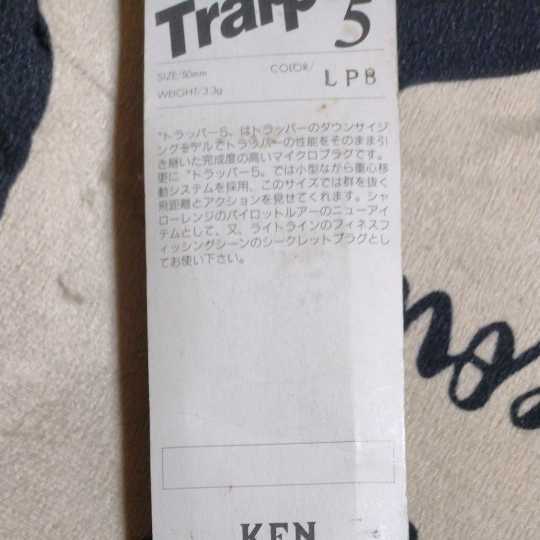 Trarp 5
SIZE/50mm
COLOR/ LP8
WEIGHT/3.3g
"トラッパー5〟はトラッパーのダウンサイジ
ングモデルでトラッパーの性能をそのまま引
き継いだ完成度の高いマイクロプラグです。
更に "トラッパー5〟では小型ながら重心移
動システムを採用、このサイズでは群を抜く
飛距離とアクションを見せてくれます。シャ
ローレンジのパイロットルアーのニューアイ
テムとして、又、ライトラインのフィネスフ
ィッシングシーンのシークレットプラグとし
てお使い下さい。
KEN